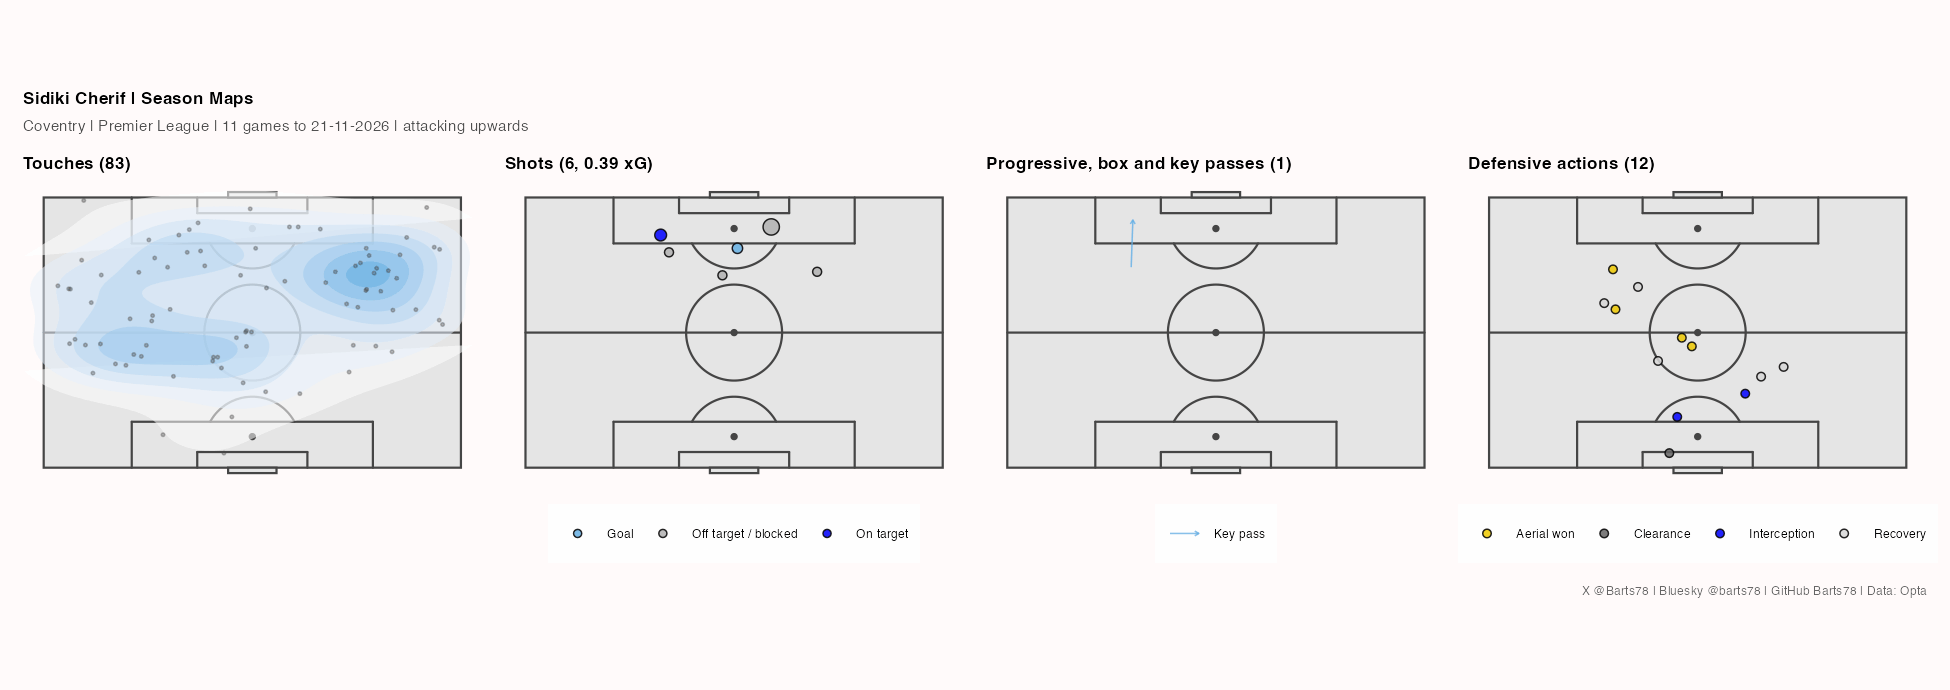 Sidiki Cherif | Season Maps
Coventry | Premier League | 11 games to 21-11-2026 | attacking upwards
Touches (83)
Shots (6, 0.39 xG)
Progressive, box and key passes (1)
Defensive actions (12)
Goal
Off target / blocked
On target
Key pass
Aerial won
Clearance
Interception
Recovery
X @Barts78 | Bluesky @barts78 | GitHub Barts78 | Data: Opta